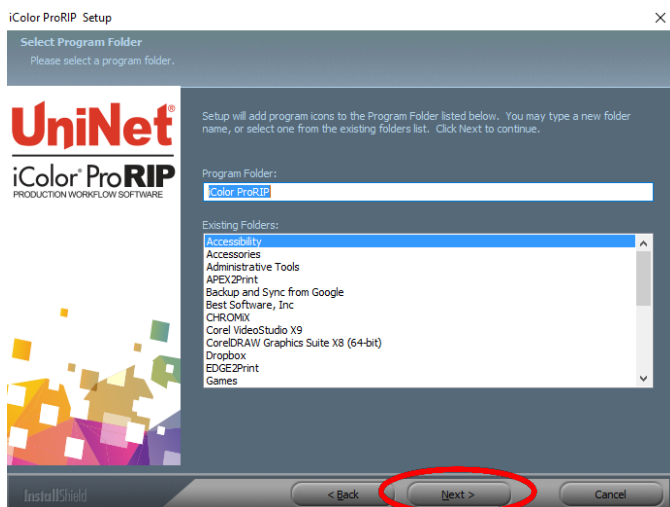 iColor ProRIP Setup
Select Program Folder
Please select a program folder.
UniNet®
iColor® ProRIP
PRODUCTION WORKFLOW SOFTWARE
Setup will add program icons to the Program Folder listed below. You may type a new folder
name, or select one from the existing folders list. Click Next to continue.
Program Folder:
iColor ProRIP
Existing Folders:
Accessibility
Accessories
Administrative Tools
APEX2Print
Backup and Sync from Google
Best Software, Inc
CHROMiX
Corel VideoStudio X9
CorelDRAW Graphics Suite X8 (64-bit)
Dropbox
EDGE2Print
Games
InstallShield
< Back
Next >
Cancel